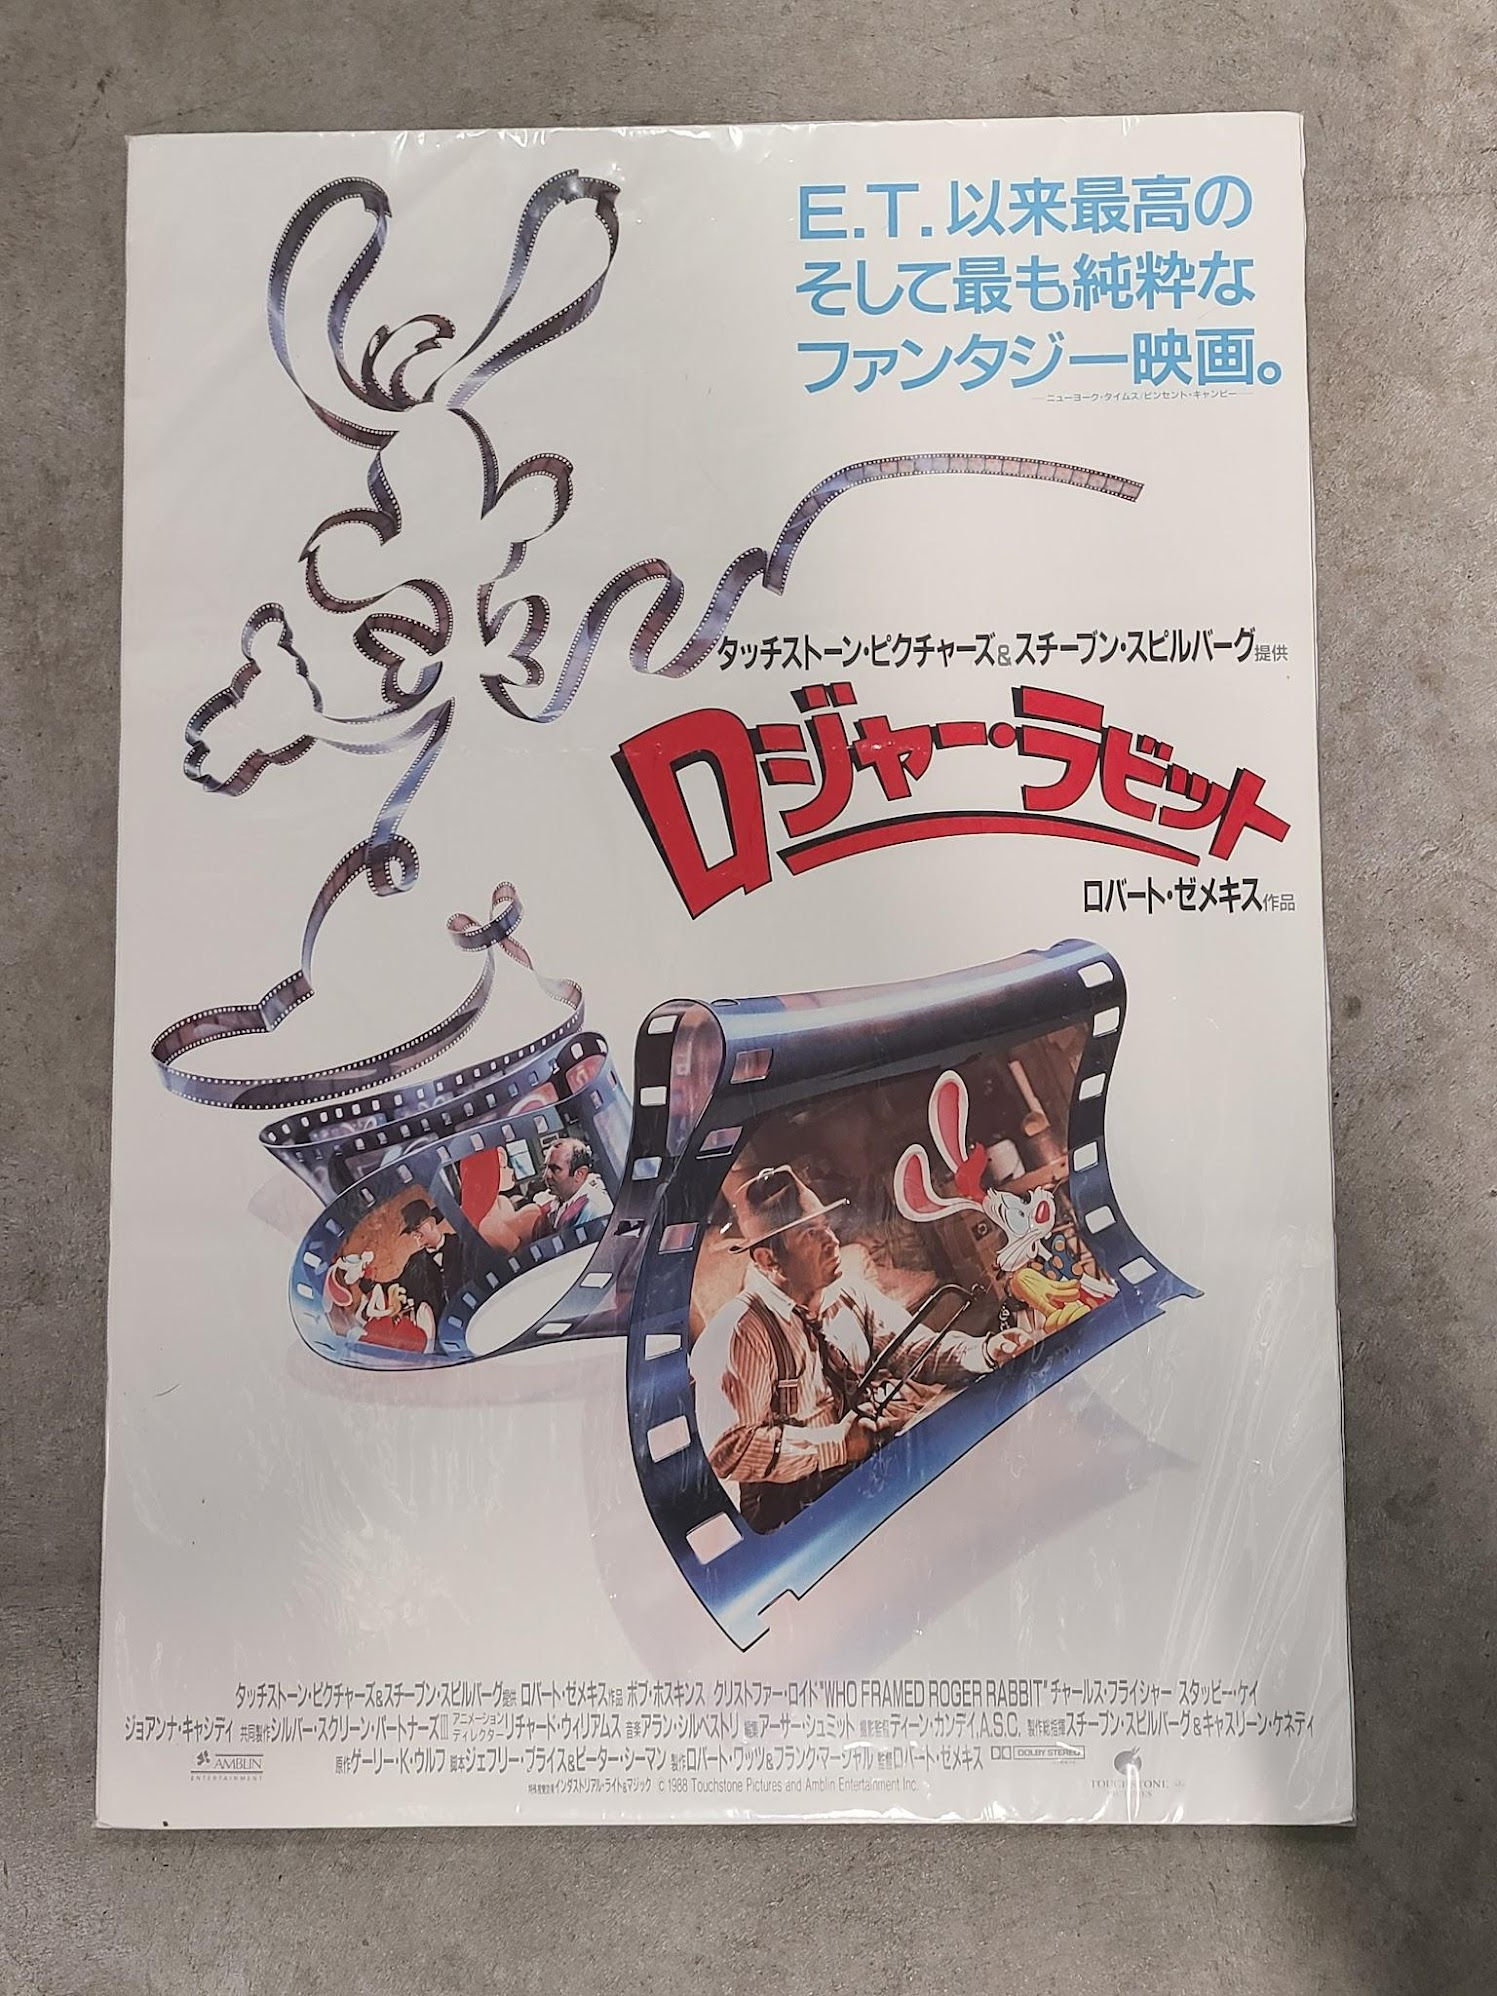 E.T.以来最高の
そして最も純粋な
ファンタジー映画。
──ニューヨーク・タイムス/ビンセント・キャンビー──
タッチストーン・ピクチャーズ&スチーブン・スピルバーグ提供
ロジャー・ラビット
ロバート・ゼメキス作品
タッチストーン・ピクチャーズ&スチーブン・スピルバーグ提供 ロバート・ゼメキス作品 ボブ・ホスキンス クリストファー・ロイド "WHO FRAMED ROGER RABBIT" チャールス・フライシャー スタッビー・ケイ
ジョアンナ・キャシディ 共同製作シルバー・スクリーン・パートナーズIII アニメーションディレクターリチャード・ウィリアムス 音楽アラン・シルベストリ 編集アーサー・シュミット 撮影監督ディーン・カンディ,A.S.C. 製作総指揮スチーブン・スピルバーグ&キャスリーン・ケネディ
原作ゲーリー・K・ウルフ 脚本ジェフリー・プライス&ピーター・シーマン 製作ロバート・ワッツ&フランク・マーシャル 監督ロバート・ゼメキス DOLBY STEREO
AMBLIN
ENTERTAINMENT
特殊視覚効果インダストリアル・ライト&マジック © 1988 Touchstone Pictures and Amblin Entertainment Inc.
TOUCHSTONE
PICTURES